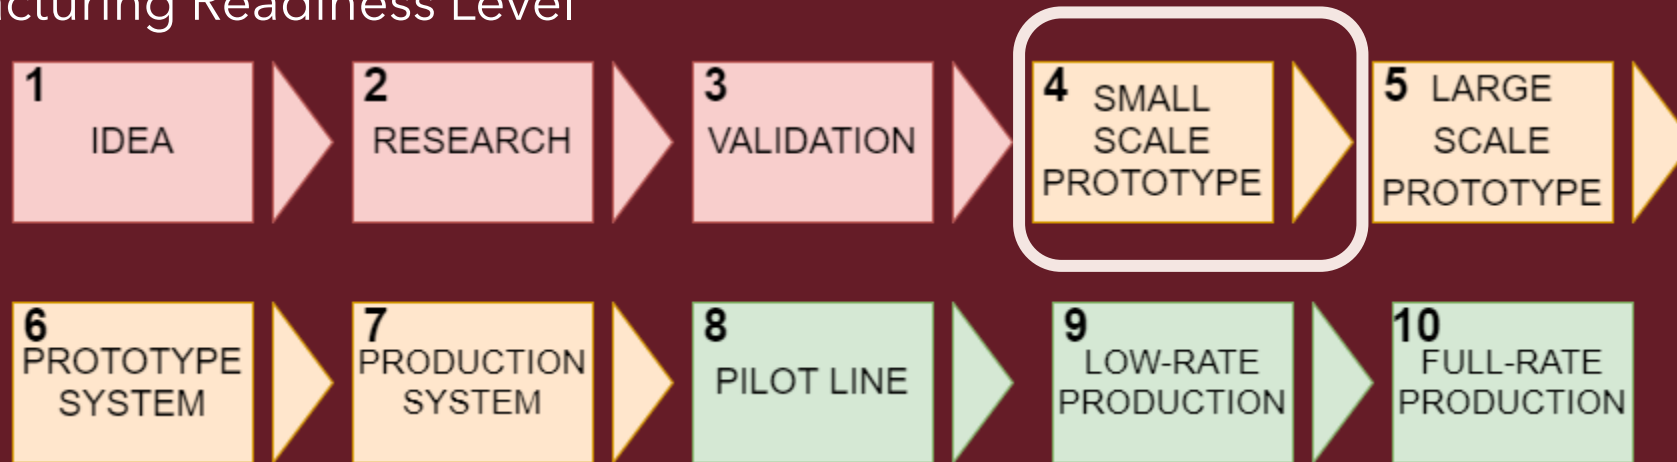 acturing Readiness Level
1
IDEA
2
RESEARCH
3
VALIDATION
4
SMALL
SCALE
PROTOTYPE
5
LARGE
SCALE
PROTOTYPE
6
PROTOTYPE
SYSTEM
7
PRODUCTION
SYSTEM
8
PILOT LINE
9
LOW-RATE
PRODUCTION
10
FULL-RATE
PRODUCTION